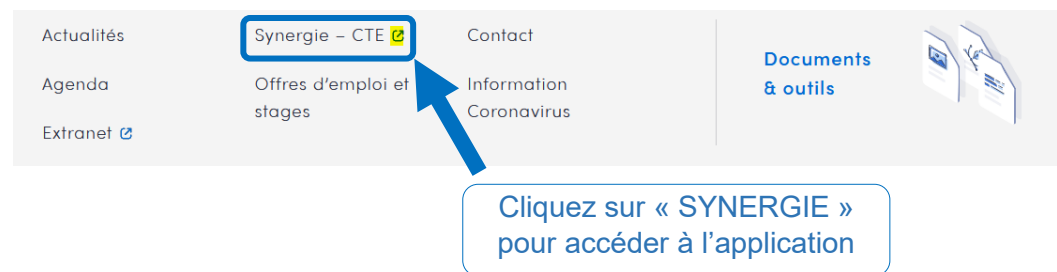 Actualités
Synergie – CTE
Contact
Agenda
Offres d'emploi et
stages
Information
Coronavirus
Extranet
Documents
& outils
Cliquez sur « SYNERGIE »
pour accéder à l'application